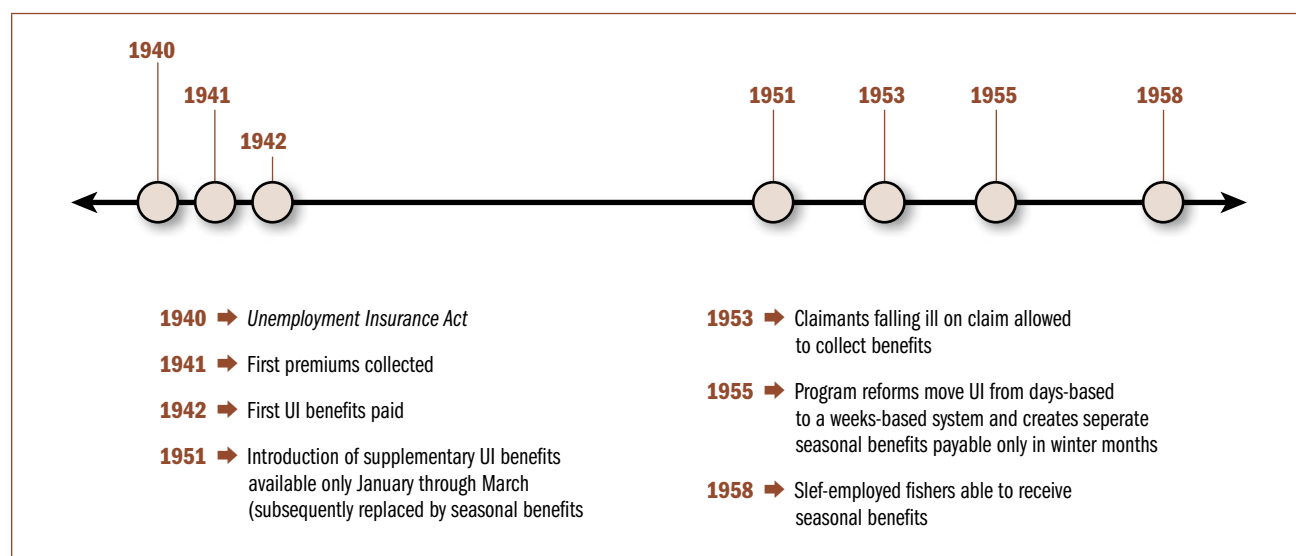 1940
1941
1942
1951
1953
1955
1958
1940 ➡ Unemployment Insurance Act
1941 ➡ First premiums collected
1942 ➡ First UI benefits paid
1951 ➡ Introduction of supplementary UI benefits
available only January through March
(subsequently replaced by seasonal benefits
1953 ➡ Claimants falling ill on claim allowed
to collect benefits
1955 ➡ Program reforms move UI from days-based
to a weeks-based system and creates seperate
seasonal benefits payable only in winter months
1958 ➡ Slef-employed fishers able to receive
seasonal benefits